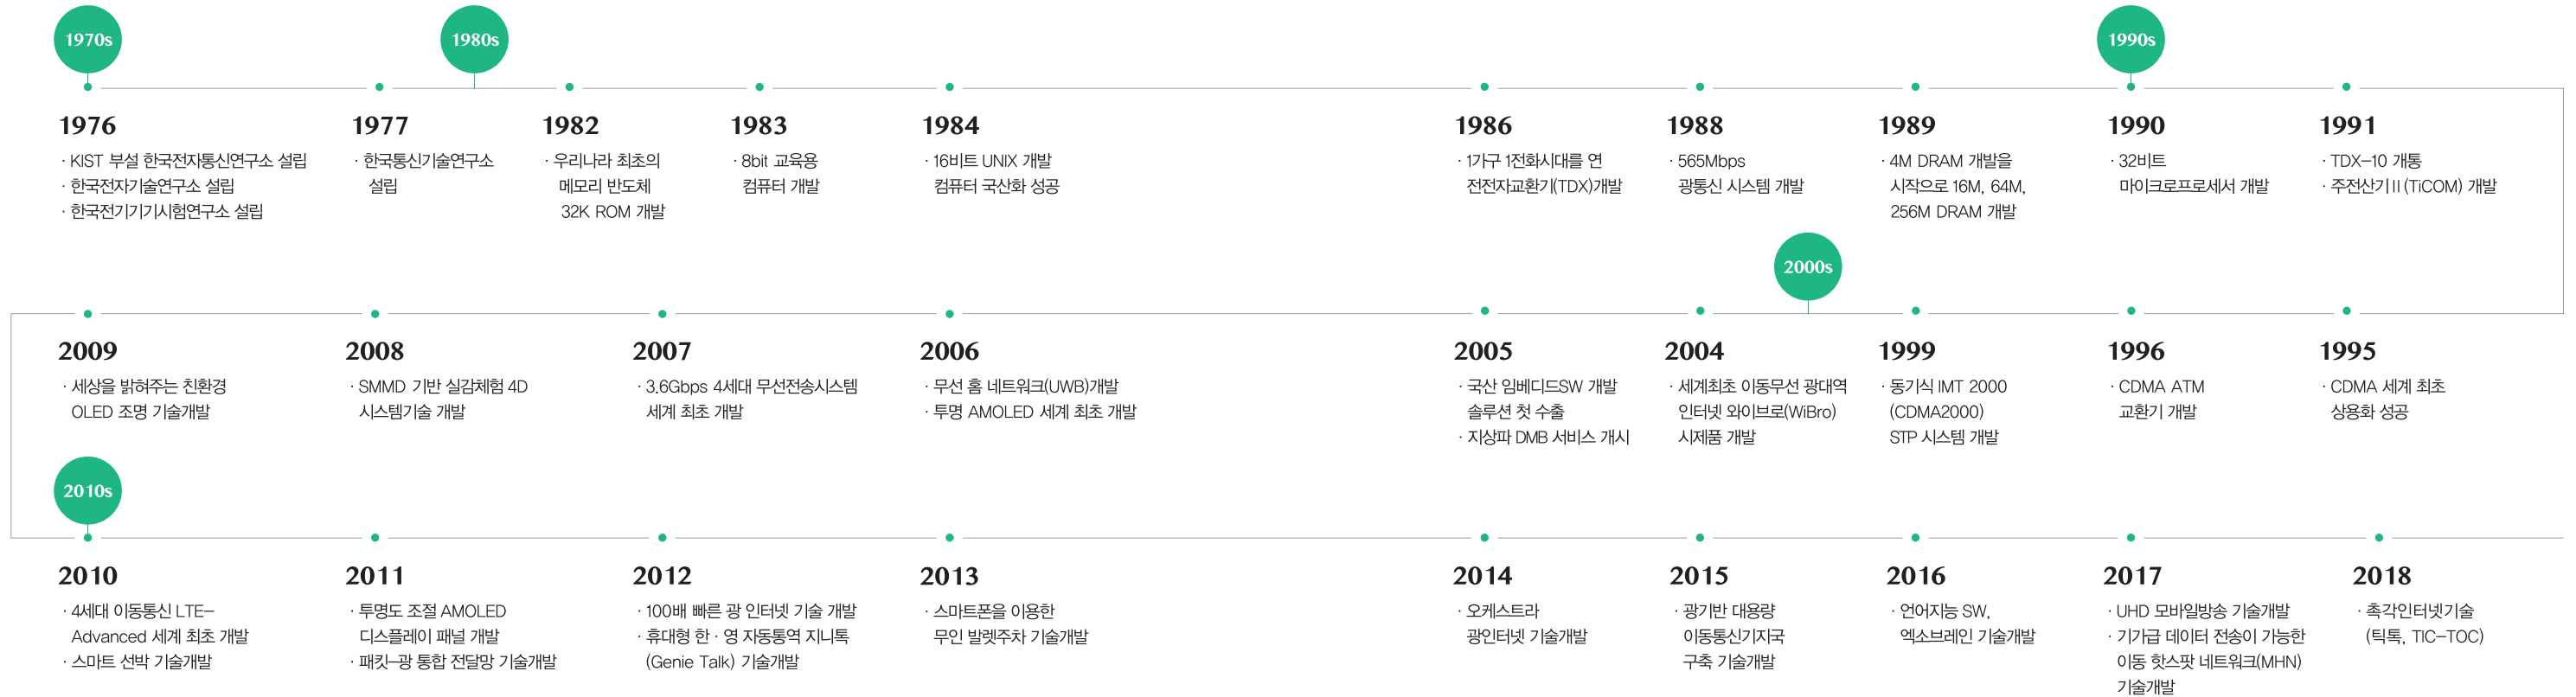 1970s
1976
· KIST 부설 한국전자통신연구소 설립
· 한국전자기술연구소 설립
· 한국전기기기시험연구소 설립
1977
· 한국통신기술연구소
설립
1980s
1982
· 우리나라 최초의
메모리 반도체
32K ROM 개발
1983
· 8bit 교육용
컴퓨터 개발
1984
· 16비트 UNIX 개발
컴퓨터 국산화 성공
1986
· 1가구 1전화시대를 연
전전자교환기(TDX)개발
1988
· 565Mbps
광통신 시스템 개발
1989
· 4M DRAM 개발을
시작으로 16M, 64M,
256M DRAM 개발
1990s
1990
· 32비트
마이크로프로세서 개발
1991
· TDX-10 개통
· 주전산기Ⅱ(TiCOM) 개발
1995
· CDMA 세계 최초
상용화 성공
1996
· CDMA ATM
교환기 개발
1999
· 동기식 IMT 2000
(CDMA2000)
STP 시스템 개발
2000s
2004
· 세계최초 이동무선 광대역
인터넷 와이브로(WiBro)
시제품 개발
2005
· 국산 임베디드SW 개발
솔루션 첫 수출
· 지상파 DMB 서비스 개시
2006
· 무선 홈 네트워크(UWB)개발
· 투명 AMOLED 세계 최초 개발
2007
· 3.6Gbps 4세대 무선전송시스템
세계 최초 개발
2008
· SMMD 기반 실감체험 4D
시스템기술 개발
2009
· 세상을 밝혀주는 친환경
OLED 조명 기술개발
2010s
2010
· 4세대 이동통신 LTE-
Advanced 세계 최초 개발
· 스마트 선박 기술개발
2011
· 투명도 조절 AMOLED
디스플레이 패널 개발
· 패킷-광 통합 전달망 기술개발
2012
· 100배 빠른 광 인터넷 기술 개발
· 휴대형 한·영 자동통역 지니톡
(Genie Talk) 기술개발
2013
· 스마트폰을 이용한
무인 발렛주차 기술개발
2014
· 오케스트라
광인터넷 기술개발
2015
· 광기반 대용량
이동통신기지국
구축 기술개발
2016
· 언어지능 SW,
엑소브레인 기술개발
2017
· UHD 모바일방송 기술개발
· 기가급 데이터 전송이 가능한
이동 핫스팟 네트워크(MHN)
기술개발
2018
· 촉각인터넷기술
(틱톡, TIC-TOC)